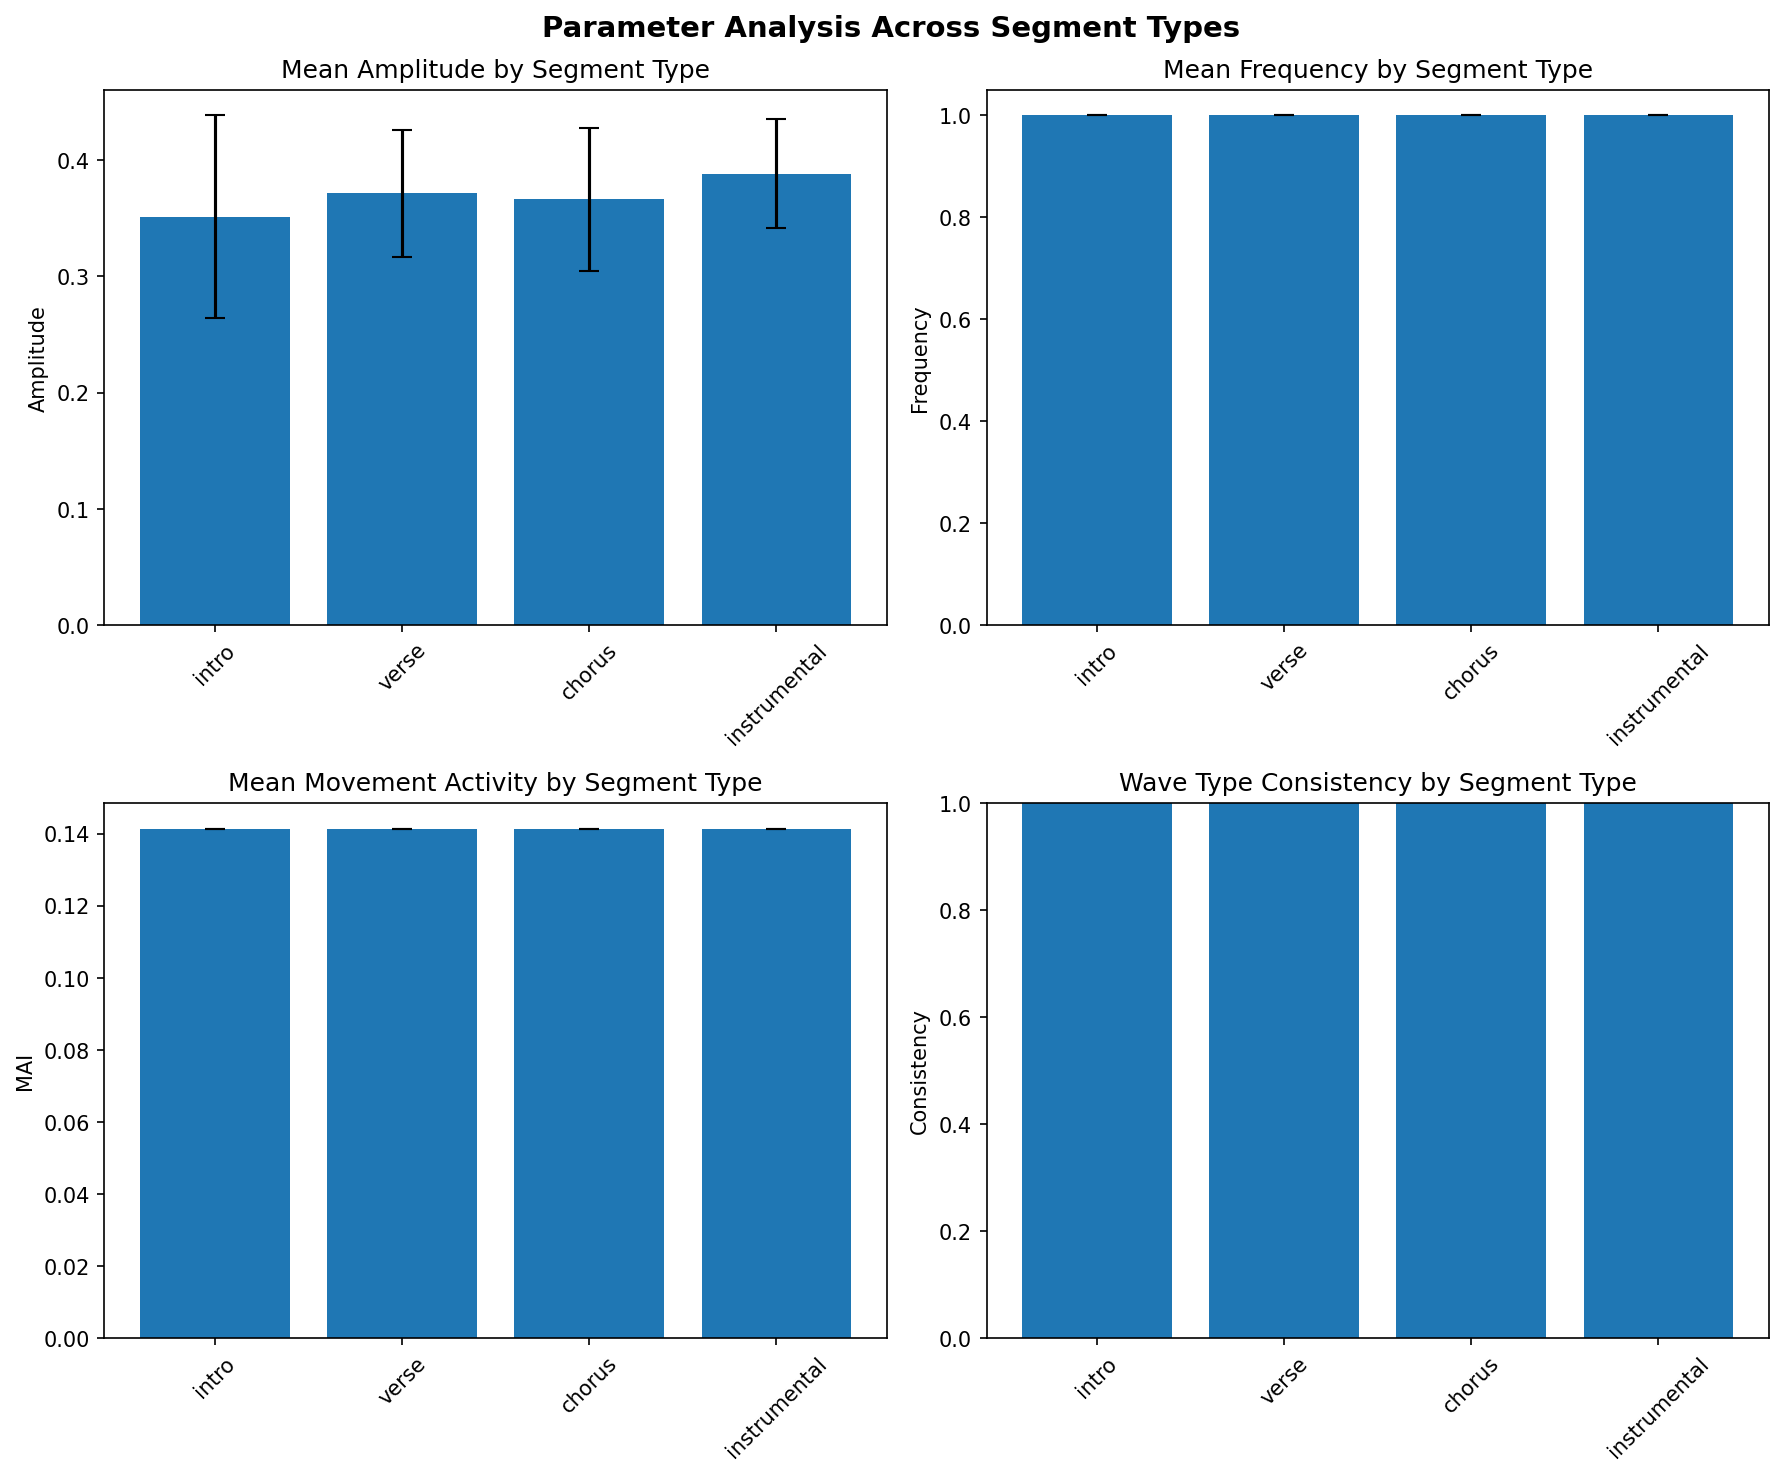 Parameter Analysis Across Segment Types
Mean Amplitude by Segment Type
Amplitude
0.4
0.3
0.2
0.1
0.0
intro
verse
chorus
instrumental
Mean Frequency by Segment Type
Frequency
1.0
0.8
0.6
0.4
0.2
0.0
intro
verse
chorus
instrumental
Mean Movement Activity by Segment Type
MAI
0.14
0.12
0.10
0.08
0.06
0.04
0.02
0.00
intro
verse
chorus
instrumental
Wave Type Consistency by Segment Type
Consistency
1.0
0.8
0.6
0.4
0.2
0.0
intro
verse
chorus
instrumental